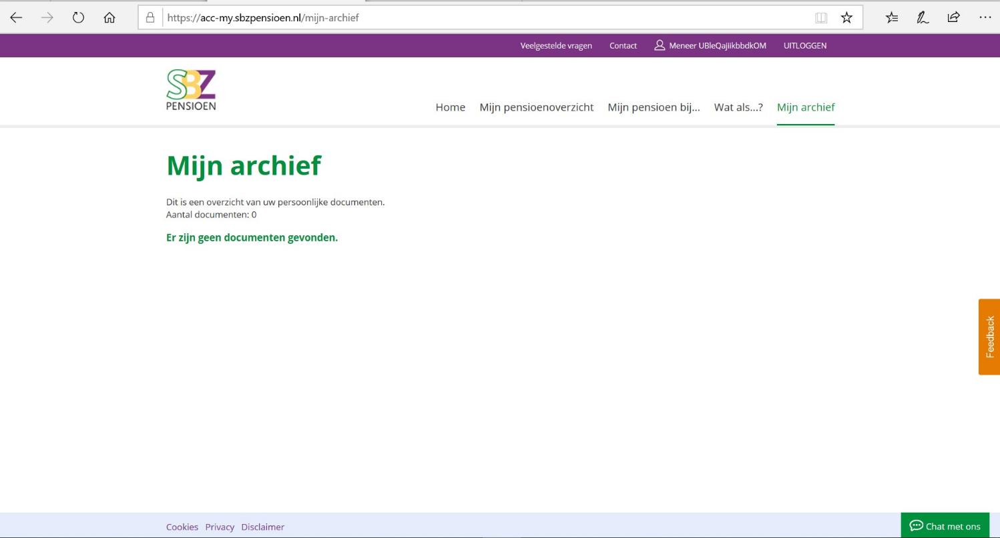 https://acc-my.sbzpensioen.nl/mijn-archief
Veelgestelde vragen Contact Meneer UBleQajiikbbdkOM UITLOGGEN
SBZ
PENSIOEN
Home Mijn pensioenoverzicht Mijn pensioen bij... Wat als...? Mijn archief
Mijn archief
Dit is een overzicht van uw persoonlijke documenten.
Aantal documenten: 0
Er zijn geen documenten gevonden.
Feedback
Cookies Privacy Disclaimer
Chat met ons